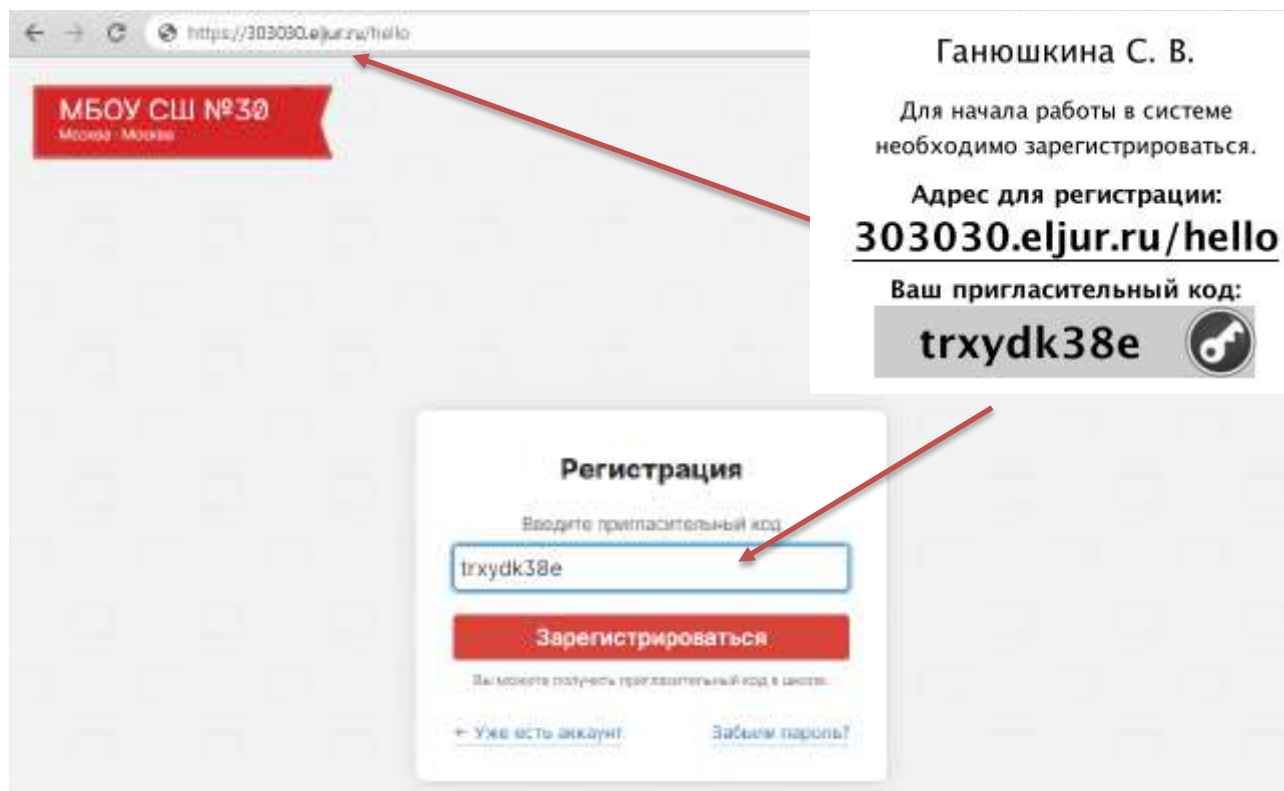 https://303030.eljur.ru/hello
МБОУ СШ №30
Москва - Москва
Ганюшкина С. В.
Для начала работы в системе
необходимо зарегистрироваться.
Адрес для регистрации:
303030.eljur.ru/hello
Ваш пригласительный код:
trxydk38e
Регистрация
Введите пригласительный код
trxydk38e
Зарегистрироваться
Вы можете получить пригласительный код в школе.
← Уже есть аккаунт
Забыли пароль?